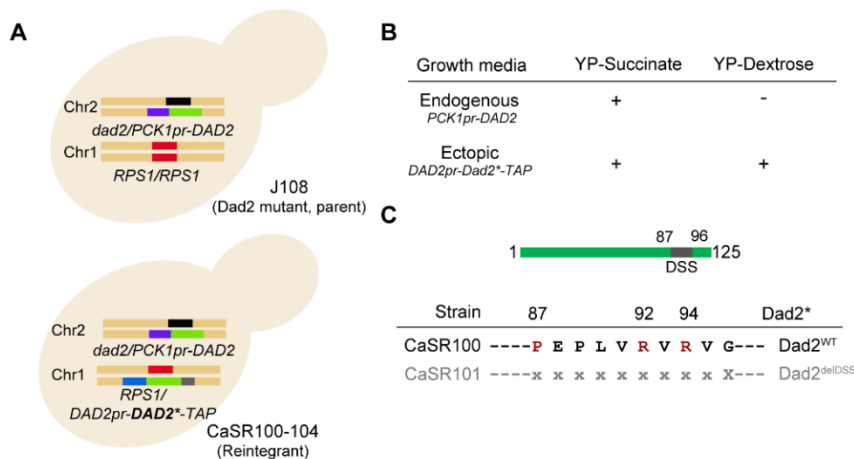 A
Chr2
dad2/PCK1pr-DAD2
Chr1
RPS1/RPS1
J108
(Dad2 mutant, parent)
Chr2
dad2/PCK1pr-DAD2
Chr1
RPS1/
DAD2pr-DAD2*-TAP
CaSR100-104
(Reintegrant)
B
Growth media YP-Succinate YP-Dextrose
Endogenous + -
PCK1pr-DAD2
Ectopic + +
DAD2pr-Dad2*-TAP
C
87 96
1 125
DSS
Strain 87 92 94 Dad2*
CaSR100 ----P E P L V R V R V G--- Dad2WT
CaSR101 ----x x x x x x x x x X--- Dad2delDSS